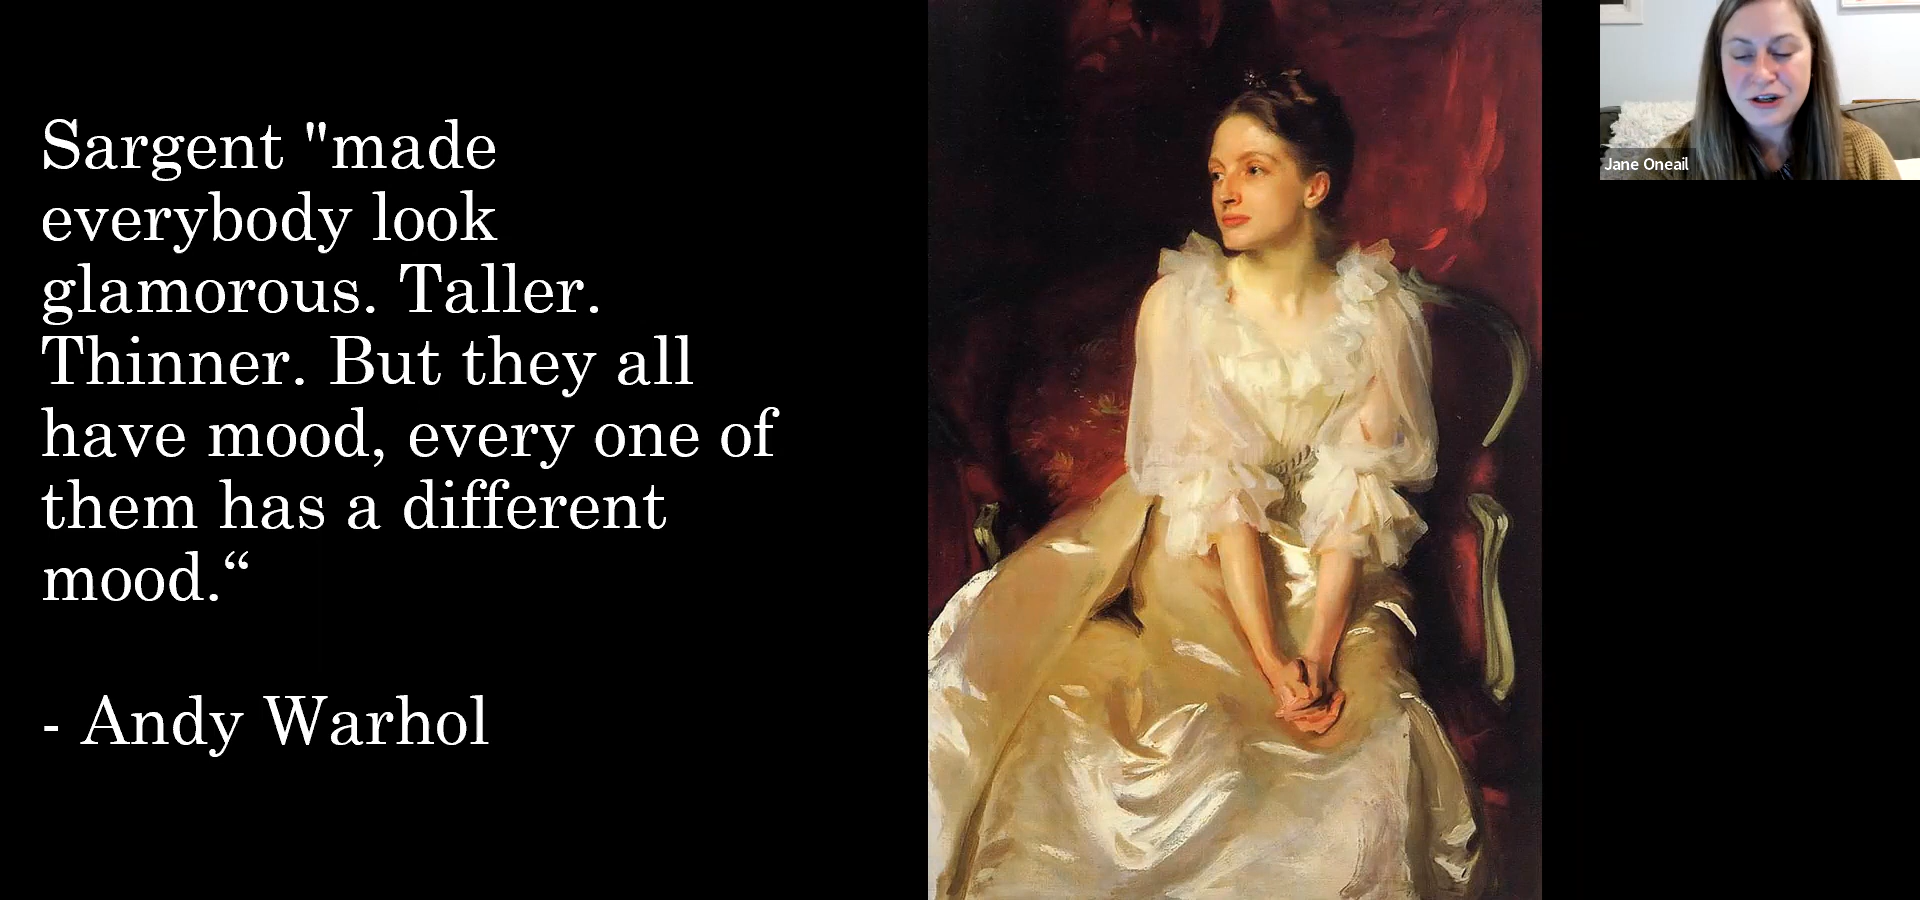 Sargent "made
everybody look
glamorous. Taller.
Thinner. But they all
have mood, every one of
them has a different
mood.“
- Andy Warhol
Jane Oneail